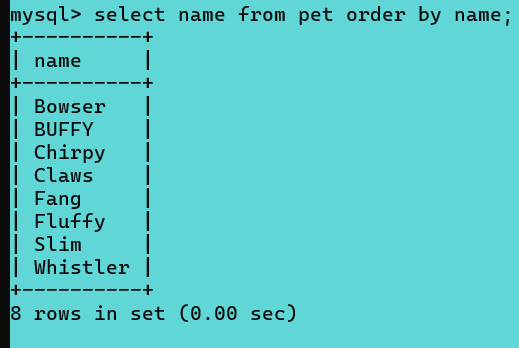 mysql> select name from pet order by name;
+----------+
| name     |
+----------+
| Bowser   |
| BUFFY    |
| Chirpy   |
| Claws    |
| Fang     |
| Fluffy   |
| Slim     |
| Whistler |
+----------+
8 rows in set (0.00 sec)